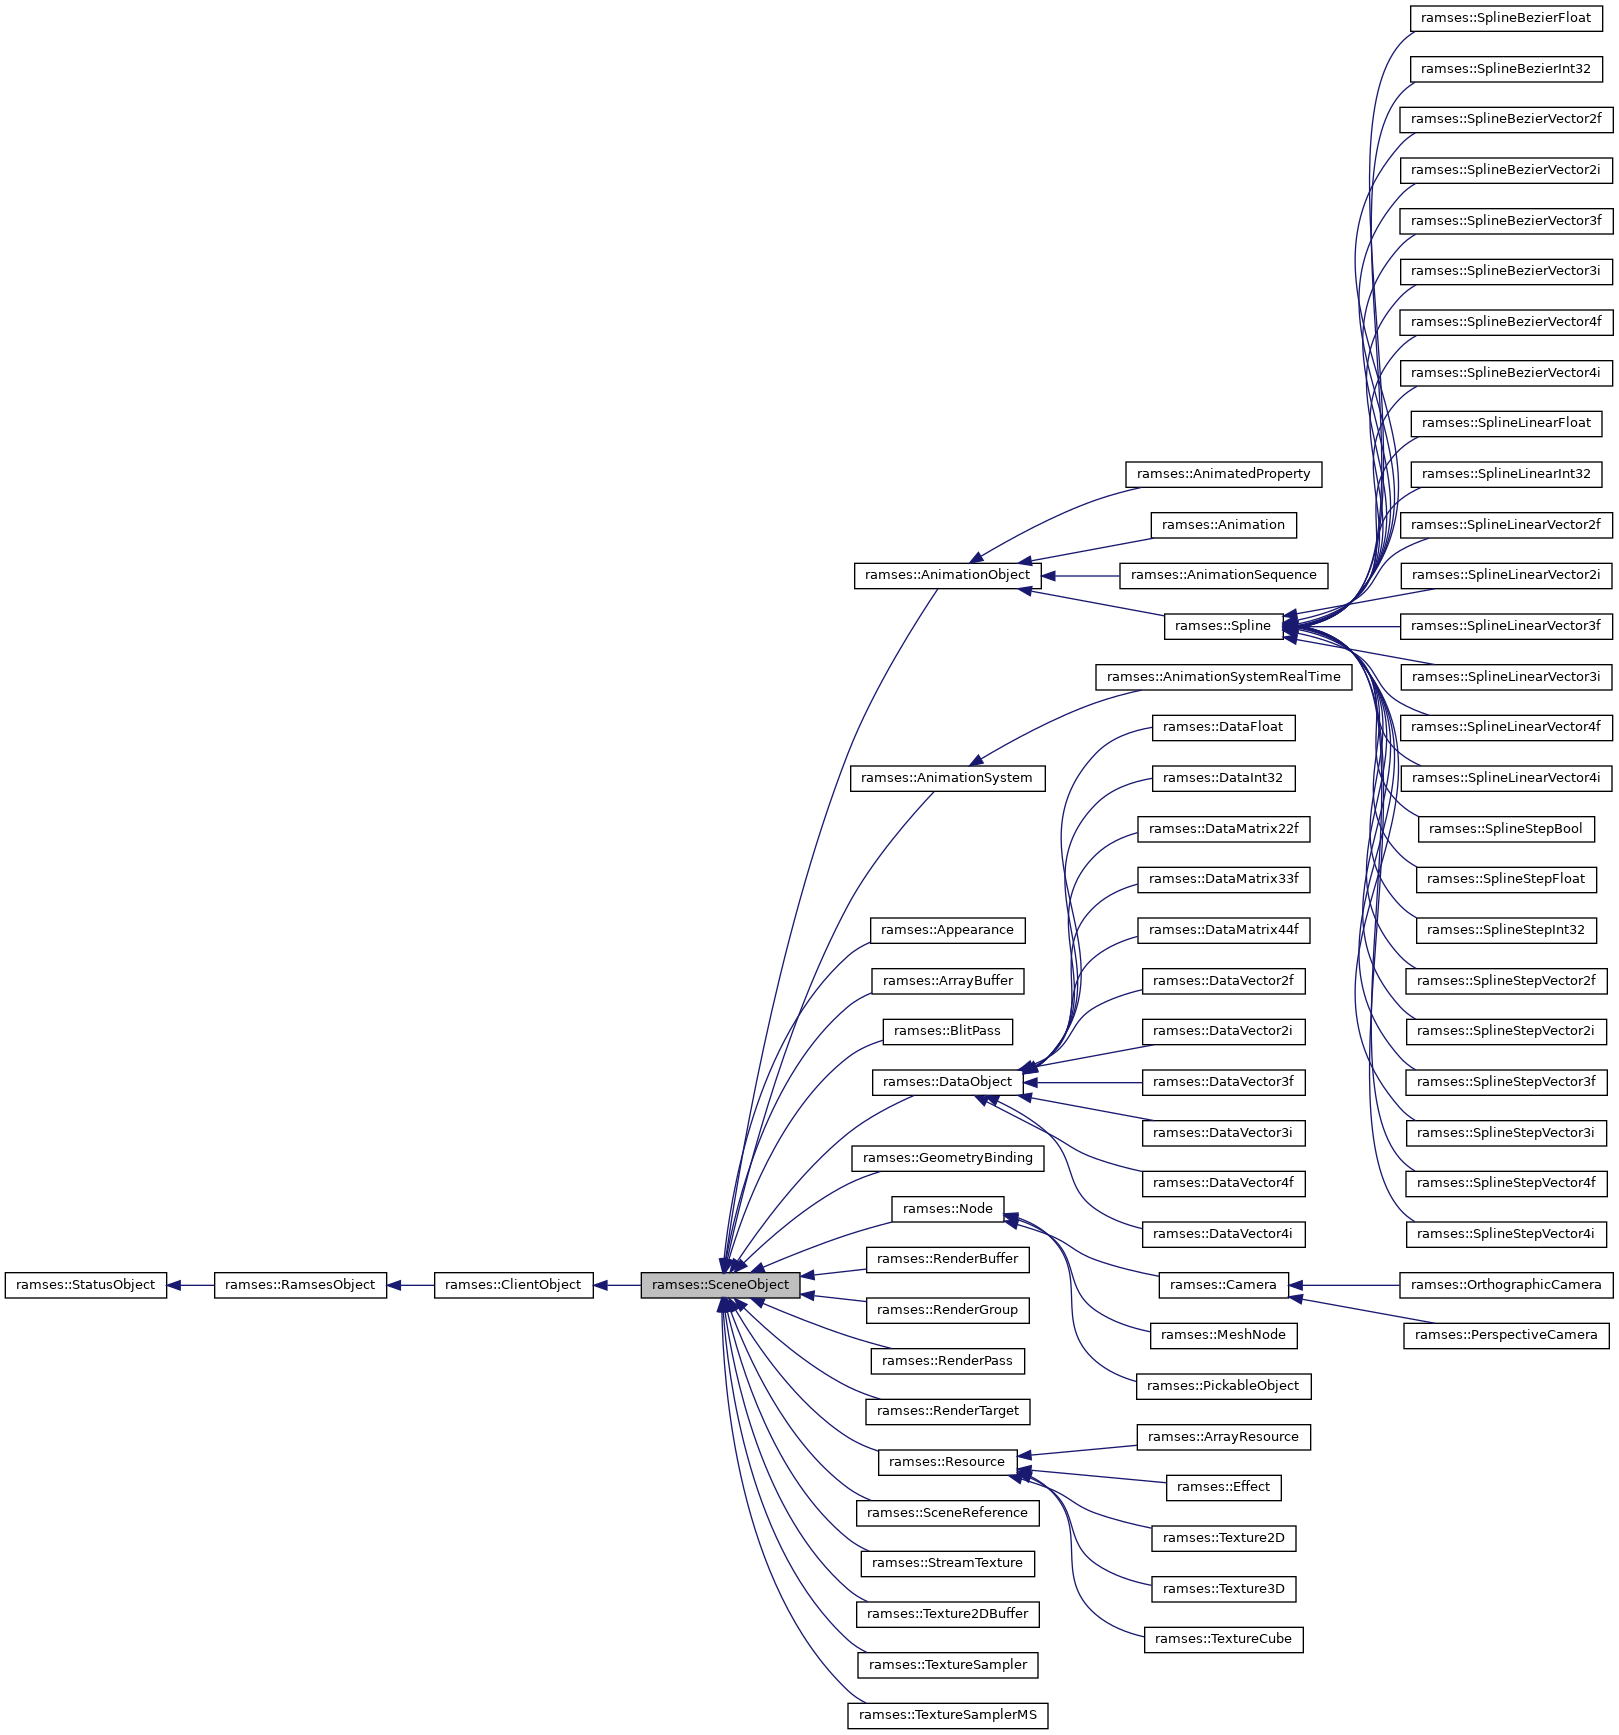 ramses::StatusObject
ramses::RamsesObject
ramses::ClientObject
ramses::SceneObject
ramses::AnimationObject
ramses::AnimationSystem
ramses::Appearance
ramses::ArrayBuffer
ramses::BlitPass
ramses::DataObject
ramses::GeometryBinding
ramses::Node
ramses::RenderBuffer
ramses::RenderGroup
ramses::RenderPass
ramses::RenderTarget
ramses::Resource
ramses::SceneReference
ramses::StreamTexture
ramses::Texture2DBuffer
ramses::TextureSampler
ramses::TextureSamplerMS
ramses::AnimatedProperty
ramses::Animation
ramses::AnimationSequence
ramses::Spline
ramses::AnimationSystemRealTime
ramses::DataFloat
ramses::DataInt32
ramses::DataMatrix22f
ramses::DataMatrix33f
ramses::DataMatrix44f
ramses::DataVector2f
ramses::DataVector2i
ramses::DataVector3f
ramses::DataVector3i
ramses::DataVector4f
ramses::DataVector4i
ramses::Camera
ramses::MeshNode
ramses::PickableObject
ramses::ArrayResource
ramses::Effect
ramses::Texture2D
ramses::Texture3D
ramses::TextureCube
ramses::SplineBezierFloat
ramses::SplineBezierInt32
ramses::SplineBezierVector2f
ramses::SplineBezierVector2i
ramses::SplineBezierVector3f
ramses::SplineBezierVector3i
ramses::SplineBezierVector4f
ramses::SplineBezierVector4i
ramses::SplineLinearFloat
ramses::SplineLinearInt32
ramses::SplineLinearVector2f
ramses::SplineLinearVector2i
ramses::SplineLinearVector3f
ramses::SplineLinearVector3i
ramses::SplineLinearVector4f
ramses::SplineLinearVector4i
ramses::SplineStepBool
ramses::SplineStepFloat
ramses::SplineStepInt32
ramses::SplineStepVector2f
ramses::SplineStepVector2i
ramses::SplineStepVector3f
ramses::SplineStepVector3i
ramses::SplineStepVector4f
ramses::SplineStepVector4i
ramses::OrthographicCamera
ramses::PerspectiveCamera